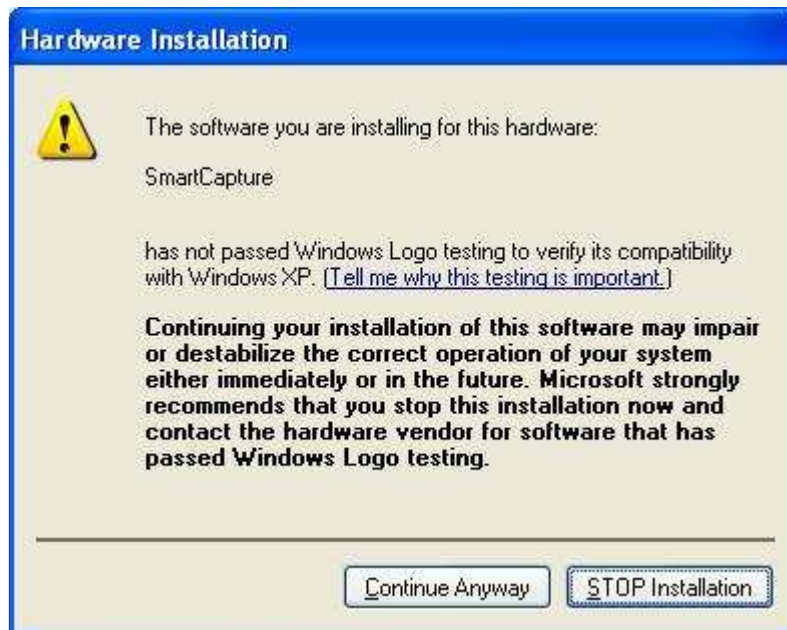 Hardware Installation
The software you are installing for this hardware:
SmartCapture
has not passed Windows Logo testing to verify its compatibility
with Windows XP. (Tell me why this testing is important.)
Continuing your installation of this software may impair
or destabilize the correct operation of your system
either immediately or in the future. Microsoft strongly
recommends that you stop this installation now and
contact the hardware vendor for software that has
passed Windows Logo testing.
Continue Anyway
STOP Installation